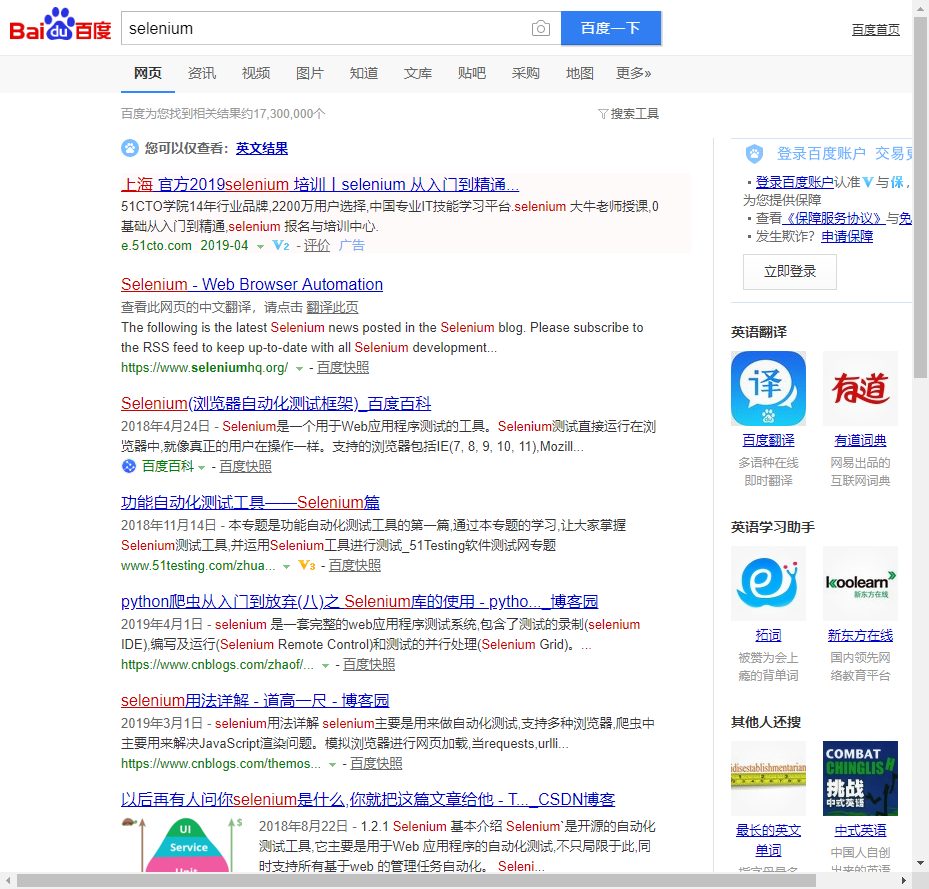 Bai du 百度
selenium
百度一下
百度首页
网页 资讯 视频 图片 知道 文库 贴吧 采购 地图 更多»
百度为您找到相关结果约17,300,000个
搜索工具
您可以仅查看：英文结果
上海 官方2019selenium 培训丨selenium 从入门到精通...
51CTO学院14年行业品牌,2200万用户选择,中国专业IT技能学习平台.selenium 大牛老师授课,0
基础从入门到精通,selenium 报名与培训中心.
e.51cto.com 2019-04 V2 - 评价 广告
Selenium - Web Browser Automation
查看此网页的中文翻译，请点击 翻译此页
The following is the latest Selenium news posted in the Selenium blog. Please subscribe to
the RSS feed to keep up-to-date with all Selenium development...
https://www.seleniumhq.org/ - 百度快照
Selenium(浏览器自动化测试框架)_百度百科
2018年4月24日 - Selenium是一个用于Web应用程序测试的工具。Selenium测试直接运行在浏
览器中,就像真正的用户在操作一样。支持的浏览器包括IE(7, 8, 9, 10, 11),Mozill...
百度百科 - 百度快照
功能自动化测试工具——Selenium篇
2018年11月14日 - 本专题是功能自动化测试工具的第一篇,通过本专题的学习,让大家掌握
Selenium测试工具,并运用Selenium工具进行测试_51Testing软件测试网专题
www.51testing.com/zhua... V3 - 百度快照
python爬虫从入门到放弃(八)之 Selenium库的使用 - pytho..._博客园
2019年4月1日 - selenium 是一套完整的web应用程序测试系统,包含了测试的录制(selenium
IDE),编写及运行(Selenium Remote Control)和测试的并行处理(Selenium Grid)。...
https://www.cnblogs.com/zhaof/... - 百度快照
selenium用法详解 - 道高一尺 - 博客园
2019年3月1日 - selenium用法详解 selenium主要是用来做自动化测试,支持多种浏览器,爬虫中
主要用来解决JavaScript渲染问题。模拟浏览器进行网页加载,当requests,urlli...
https://www.cnblogs.com/themos... - 百度快照
以后再有人问你selenium是什么,你就把这篇文章给他 - T..._CSDN博客
UI
Service
Unit
$
2018年8月22日 - 1.2.1 Selenium 基本介绍 Selenium`是开源的自动化
测试工具,它主要是用于Web 应用程序的自动化测试,不只局限于此,同
时支持所有基于web 的管理任务自动化。 Seleni...
登录百度账户 交易更
登录百度账户认准V与保，
为您提供保障
查看《保障服务协议》与免
发生欺诈？申请保障
立即登录
英语翻译
译
有道
百度翻译 有道词典
多语种在线 网易出品的
即时翻译 互联网词典
英语学习助手
koolearn
新东方在线
拓词 新东方在线
被赞为会上 国内领先网
瘾的背单词 络教育平台
其他人还搜
disestablishmentarian
COMBAT
CHINGLISH
挑战
中式英语
最长的英文 中式英语
单词 中国人自创
指字母最多 出来的英语